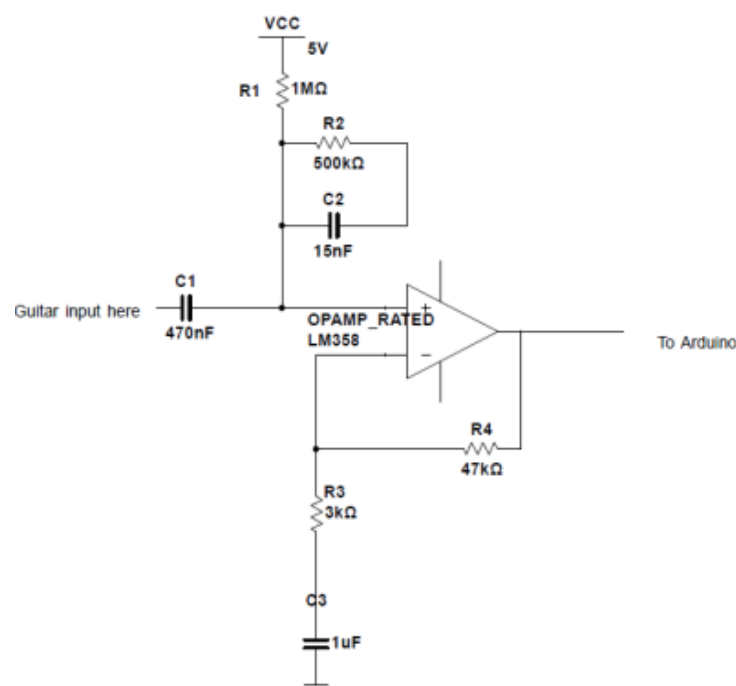 VCC
5V
R1
1MΩ
R2
500kΩ
C2
15nF
C1
Guitar input here
470nF
+
OPAMP_RATED
LM358
−
To Arduino
R4
47kΩ
R3
3kΩ
C3
1uF